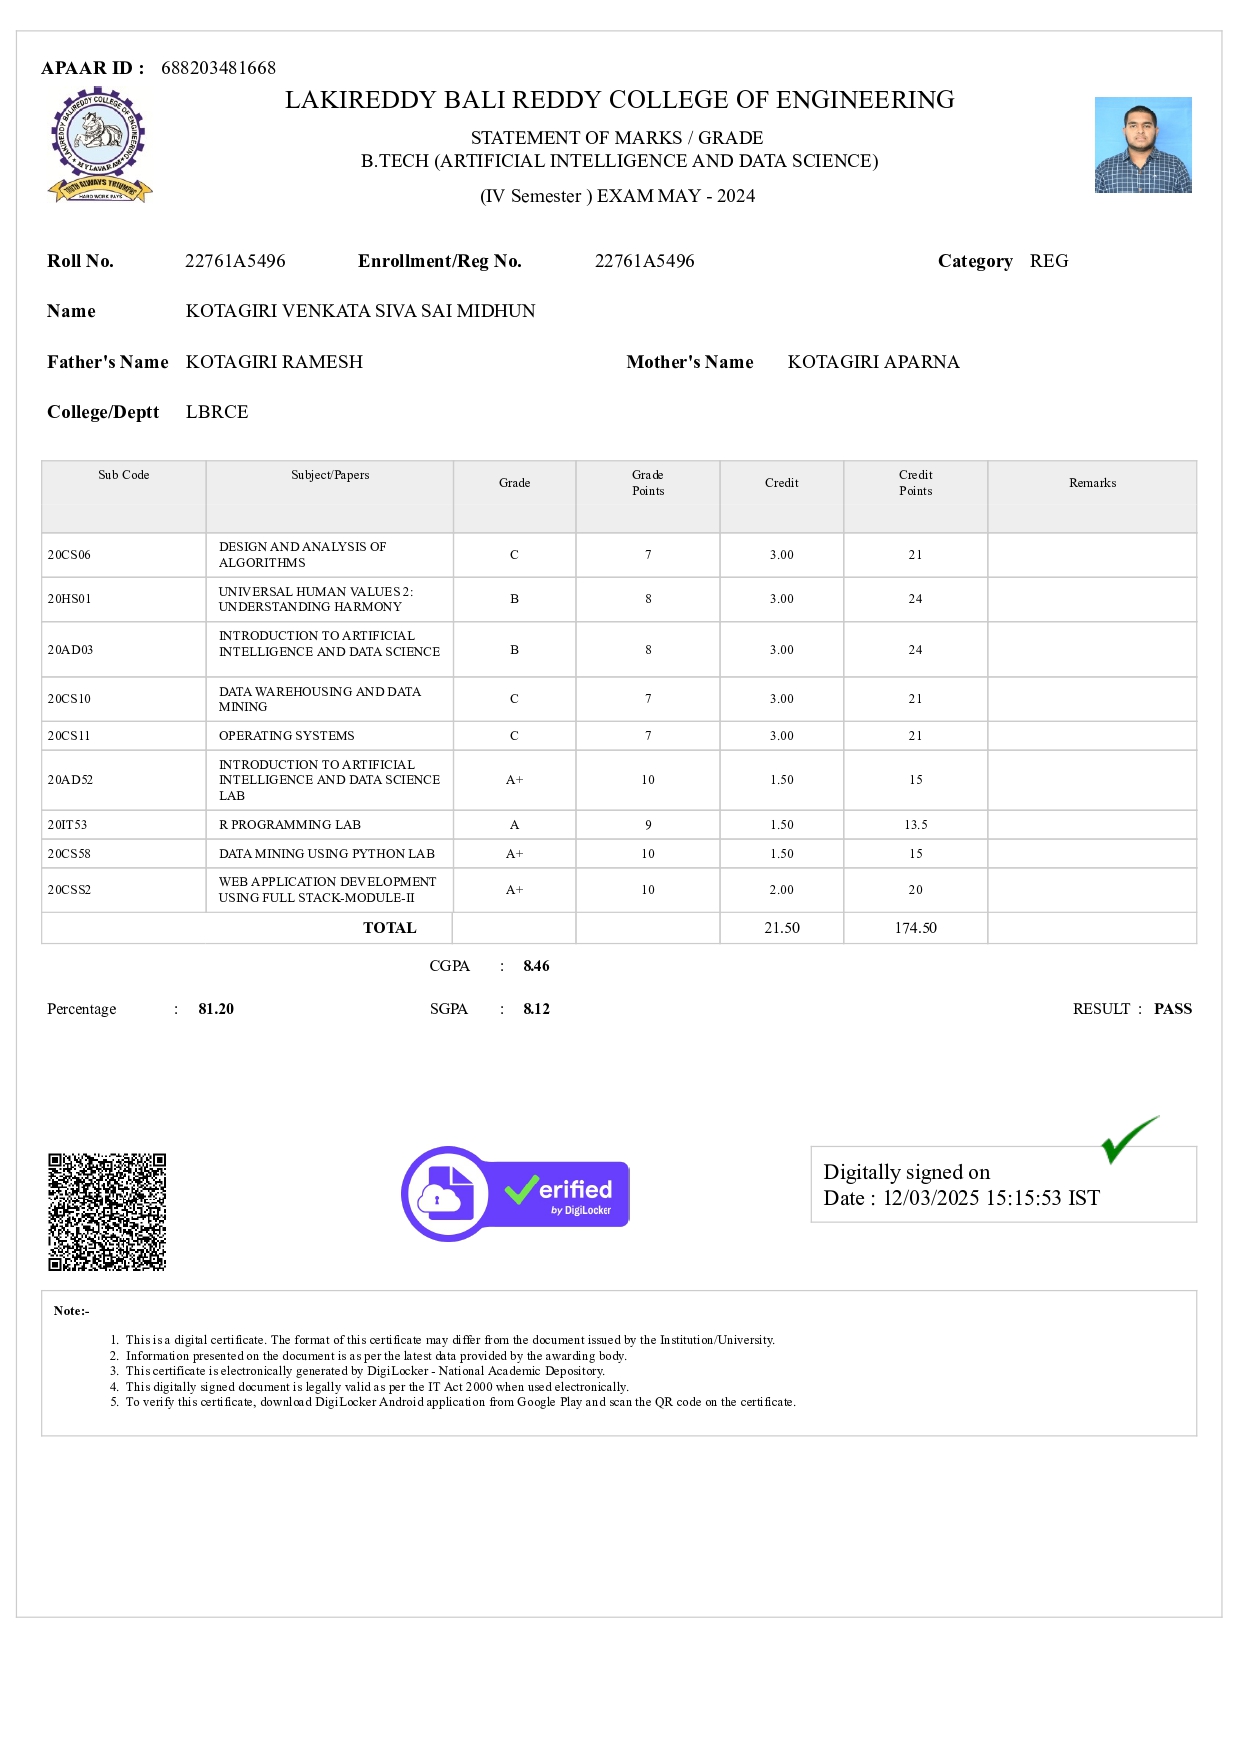 APAAR ID : 688203481668
LAKIREDDY BALI REDDY COLLEGE OF ENGINEERING
STATEMENT OF MARKS / GRADE
B.TECH (ARTIFICIAL INTELLIGENCE AND DATA SCIENCE)
(IV Semester ) EXAM MAY - 2024
LAKIREDDY BALIREDDY COLLEGE OF ENGINEERING
MYLAVARAM
TRUTH ALWAYS TRIUMPHS
HARD WORK PAYS
Roll No. 22761A5496 Enrollment/Reg No. 22761A5496 Category REG
Name KOTAGIRI VENKATA SIVA SAI MIDHUN
Father's Name KOTAGIRI RAMESH Mother's Name KOTAGIRI APARNA
College/Deptt LBRCE
Sub Code Subject/Papers Grade Grade Points Credit Credit Points Remarks
20CS06 DESIGN AND ANALYSIS OF ALGORITHMS C 7 3.00 21
20HS01 UNIVERSAL HUMAN VALUES 2: UNDERSTANDING HARMONY B 8 3.00 24
20AD03 INTRODUCTION TO ARTIFICIAL INTELLIGENCE AND DATA SCIENCE B 8 3.00 24
20CS10 DATA WAREHOUSING AND DATA MINING C 7 3.00 21
20CS11 OPERATING SYSTEMS C 7 3.00 21
20AD52 INTRODUCTION TO ARTIFICIAL INTELLIGENCE AND DATA SCIENCE LAB A+ 10 1.50 15
20IT53 R PROGRAMMING LAB A 9 1.50 13.5
20CS58 DATA MINING USING PYTHON LAB A+ 10 1.50 15
20CSS2 WEB APPLICATION DEVELOPMENT USING FULL STACK-MODULE-II A+ 10 2.00 20
TOTAL 21.50 174.50
CGPA : 8.46
Percentage : 81.20 SGPA : 8.12 RESULT : PASS
Verified
by DigiLocker
Digitally signed on
Date : 12/03/2025 15:15:53 IST
Note:-
1. This is a digital certificate. The format of this certificate may differ from the document issued by the Institution/University.
2. Information presented on the document is as per the latest data provided by the awarding body.
3. This certificate is electronically generated by DigiLocker - National Academic Depository.
4. This digitally signed document is legally valid as per the IT Act 2000 when used electronically.
5. To verify this certificate, download DigiLocker Android application from Google Play and scan the QR code on the certificate.